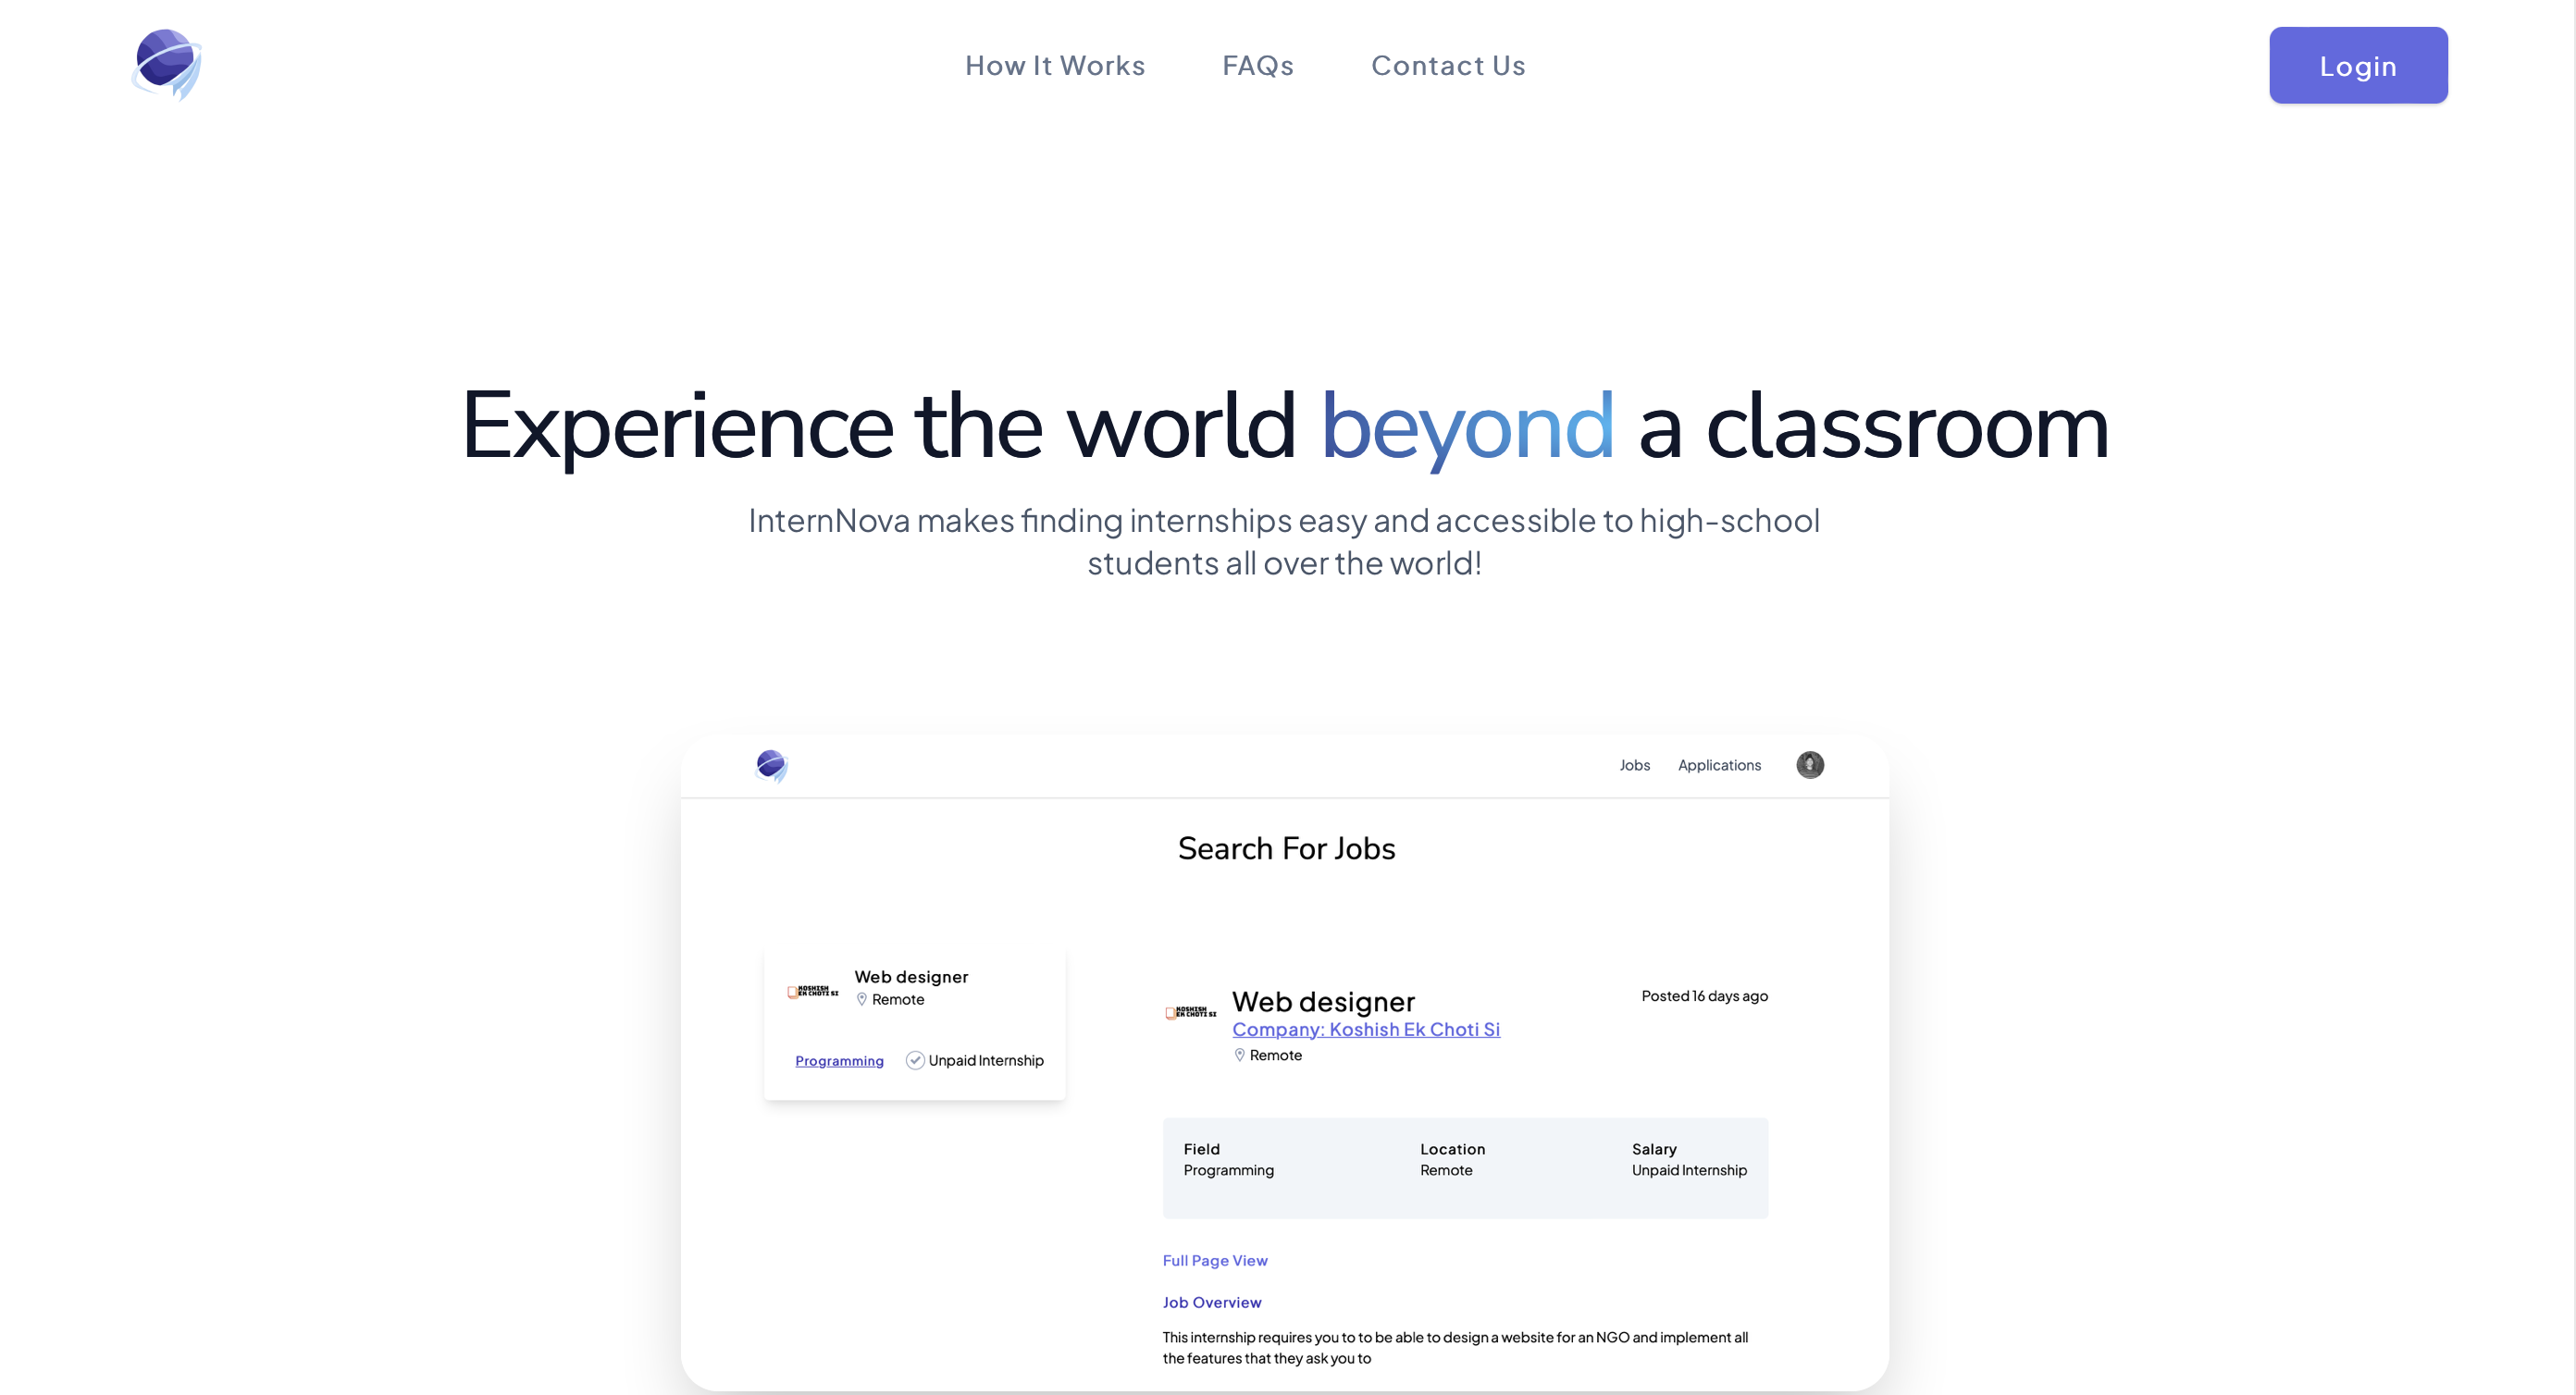 How It Works
FAQs
Contact Us
Login
Experience the world beyond a classroom
InternNova makes finding internships easy and accessible to high-school
students all over the world!
Jobs
Applications
Search For Jobs
KOSHISH
EK CHOTI SI
Web designer
Remote
Programming
Unpaid Internship
KOSHISH
EK CHOTI SI
Web designer
Posted 16 days ago
Company: Koshish Ek Choti Si
Remote
Field
Location
Salary
Programming
Remote
Unpaid Internship
Full Page View
Job Overview
This internship requires you to to be able to design a website for an NGO and implement all
the features that they ask you to